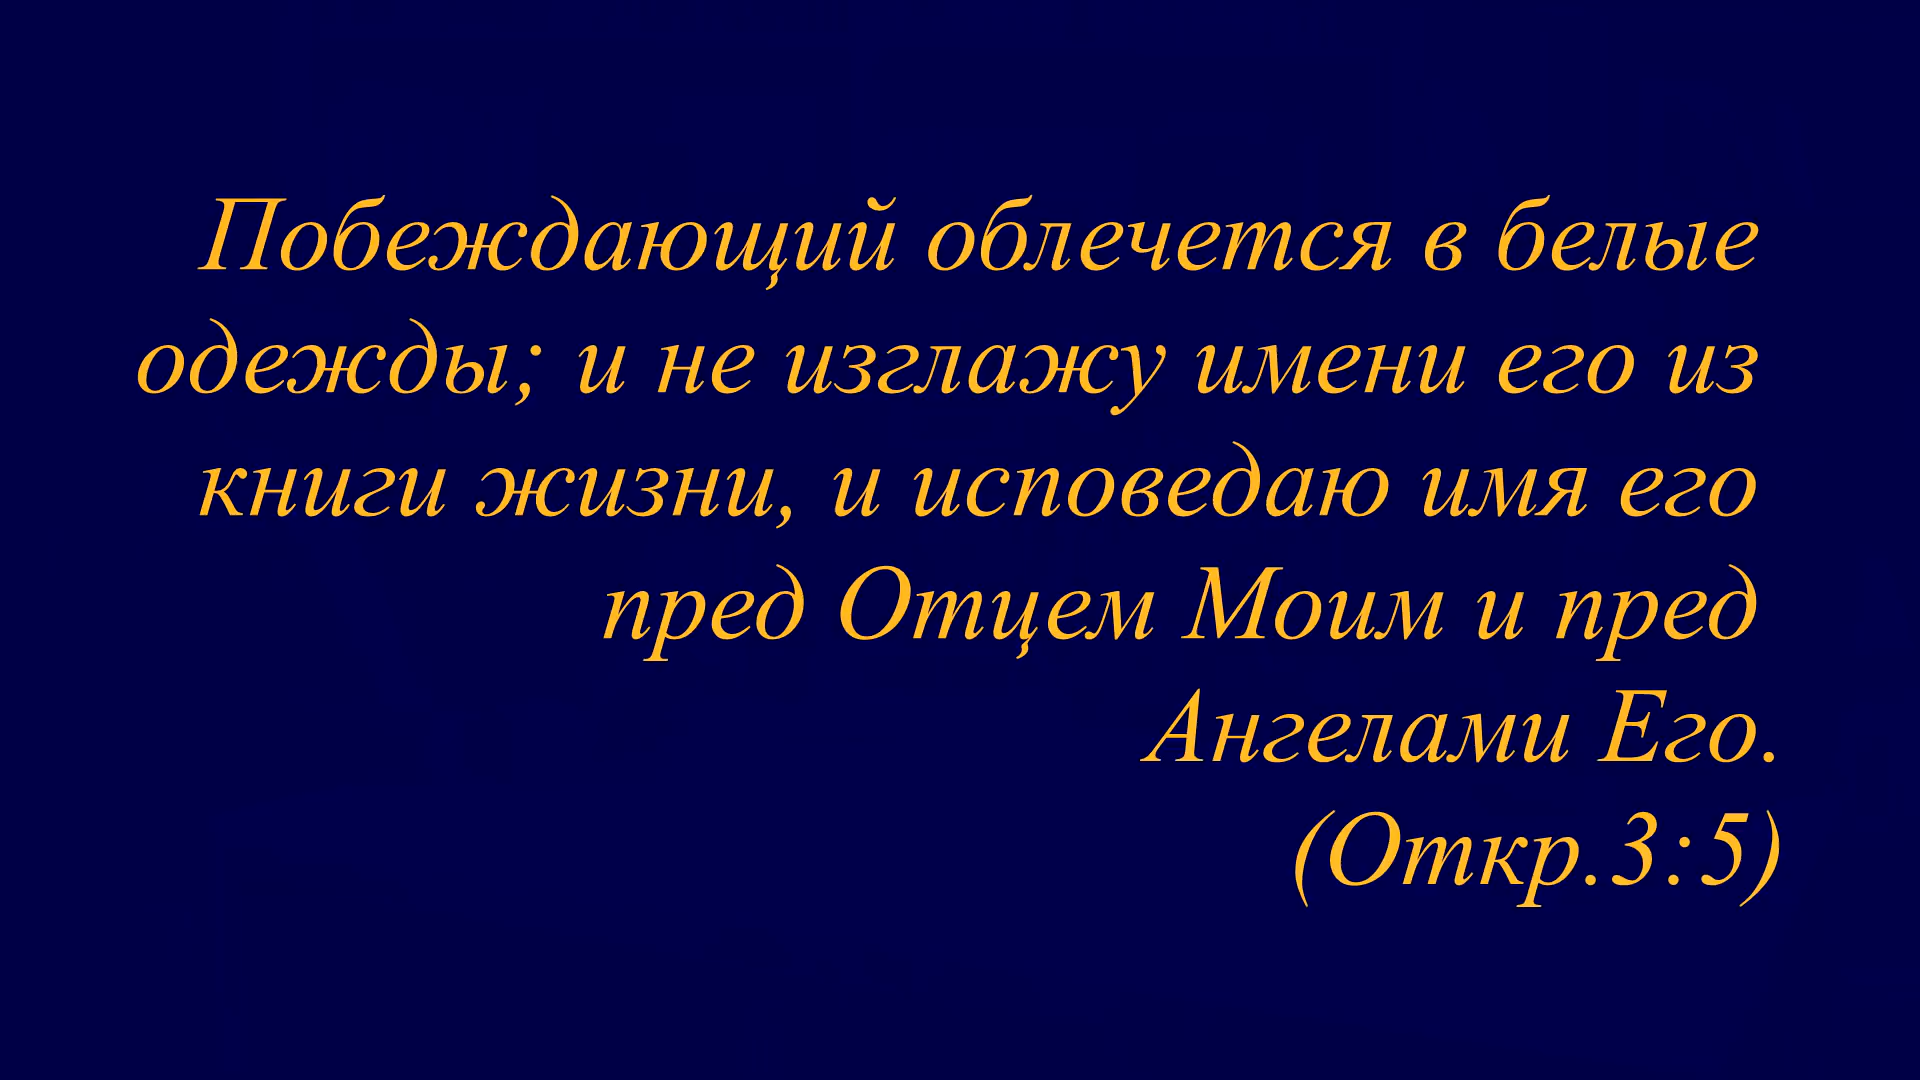 Побеждающий облечется в белые
одежды; и не изглажу имени его из
книги жизни, и исповедаю имя его
пред Отцем Моим и пред
Ангелами Его.
(Откр.3:5)